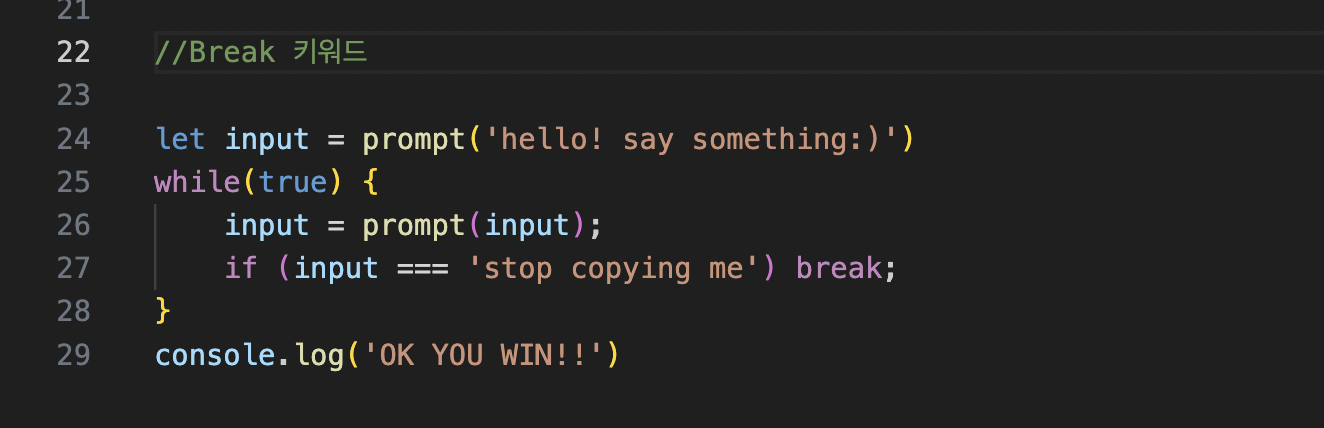 21
22 //Break 키워드
23
24 let input = prompt('hello! say something:)')
25 while(true) {
26 input = prompt(input);
27 if (input === 'stop copying me') break;
28 }
29 console.log('OK YOU WIN!!')